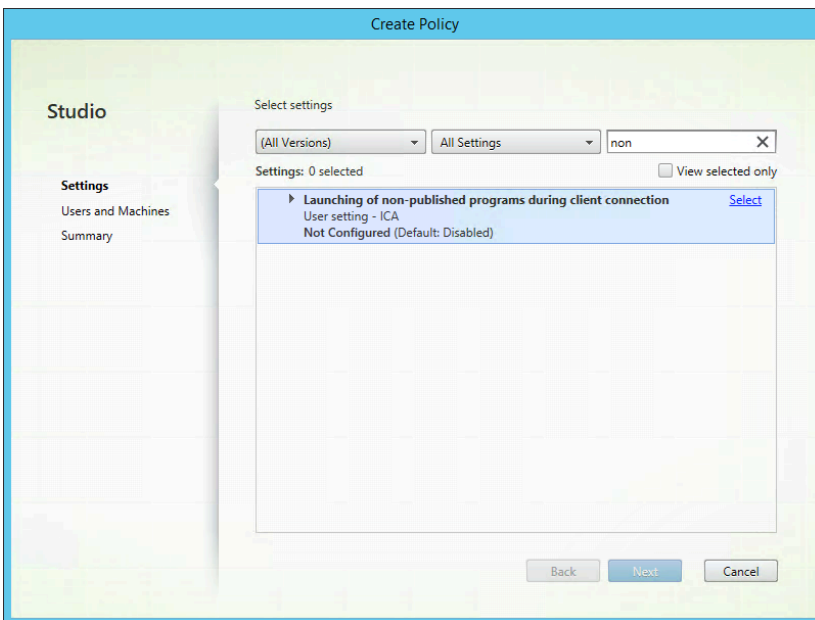 Create Policy
Studio
Settings
Users and Machines
Summary
Select settings
(All Versions)
All Settings
non
Settings: 0 selected
View selected only
Launching of non-published programs during client connection
Select
User setting - ICA
Not Configured (Default: Disabled)
Back
Next
Cancel